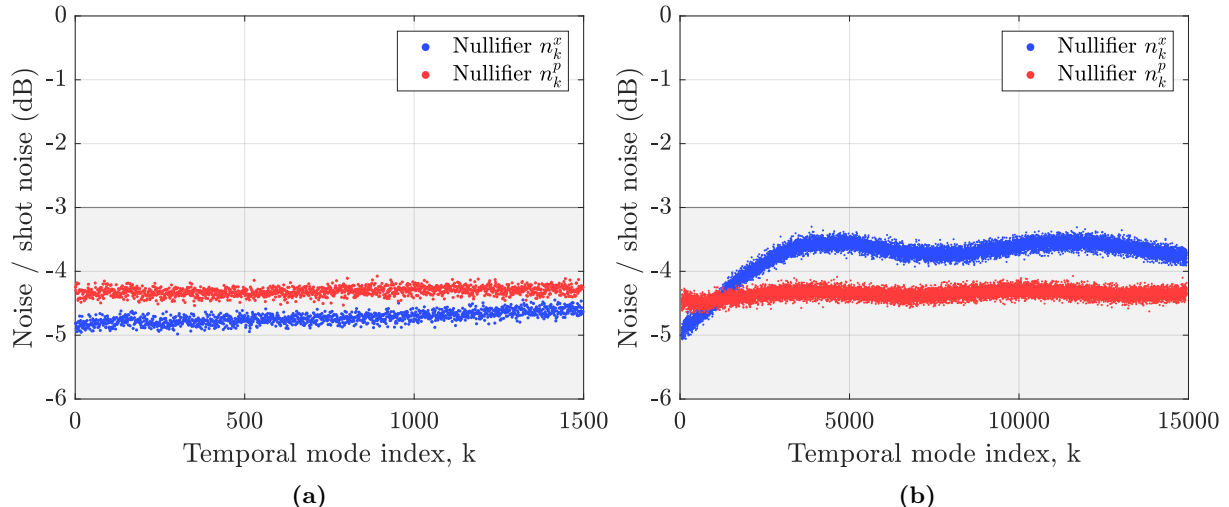 Noise / shot noise (dB)
0
-1
-2
-3
-4
-5
-6
Nullifier $n_k^x$
Nullifier $n_k^p$
0
500
1000
1500
Temporal mode index, k
(a)
Noise / shot noise (dB)
0
-1
-2
-3
-4
-5
-6
Nullifier $n_k^x$
Nullifier $n_k^p$
0
5000
10000
15000
Temporal mode index, k
(b)